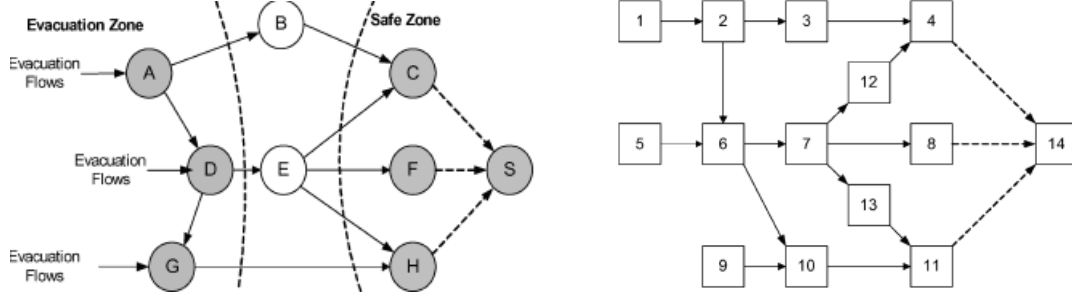 Evacuation Zone
Safe Zone
B
Evacuation
Flows
A
C
Evacuation
Flows
D
E
F
S
Evacuation
Flows
G
H
1
2
3
4
12
5
6
7
8
14
13
9
10
11